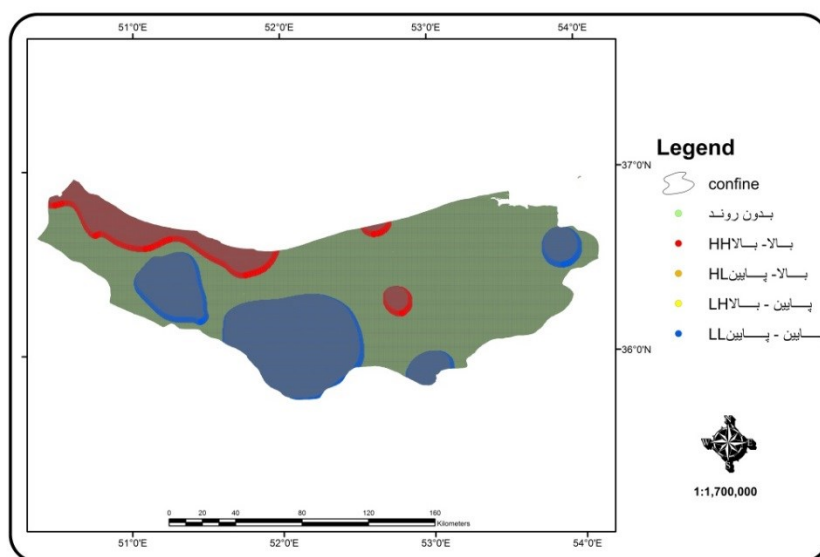 51°0'E 52°0'E 53°0'E 54°0'E
37°0'N
36°0'N
Legend
confine
بدون روند
بالا- بالاHH
بالا- پایینHL
پایین - بالاLH
ـایین - پایینLL
1:1,700,000
0 20 40 80 120 160
Kilometers
51°0'E 52°0'E 53°0'E 54°0'E